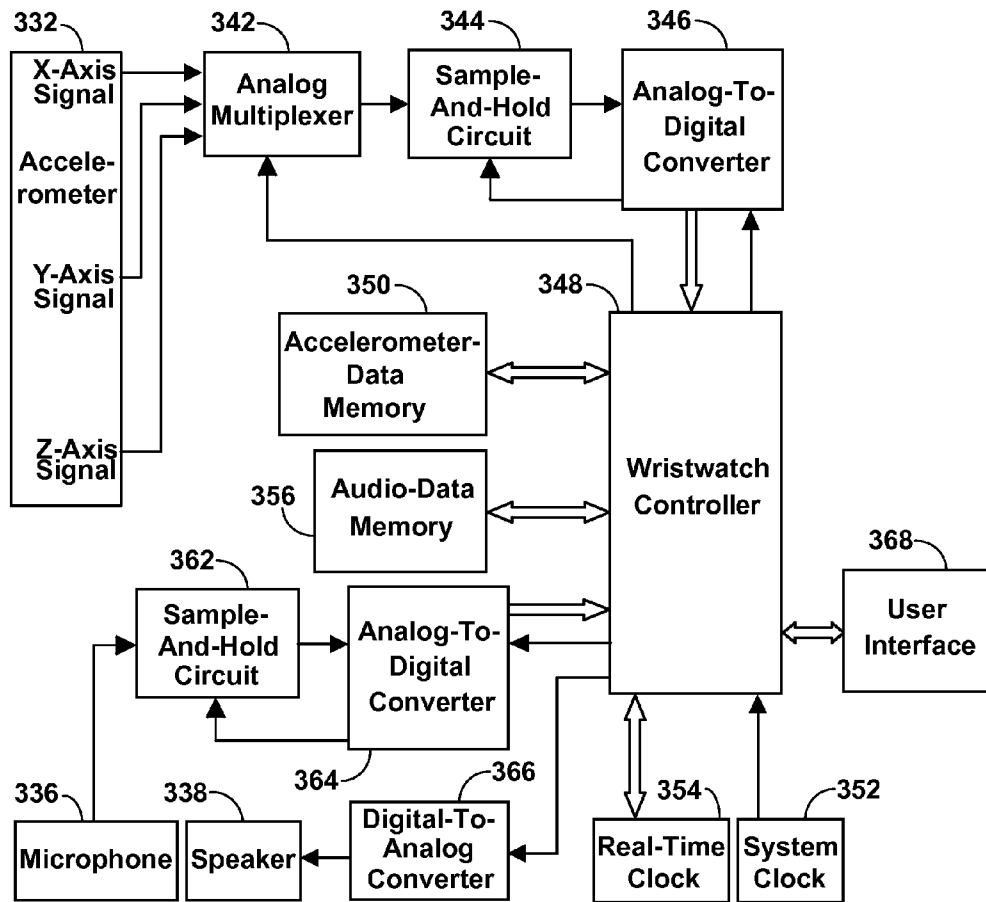 332
342
344
346
X-Axis
Signal
Accele-
rometer
Y-Axis
Signal
Z-Axis
Signal
Analog
Multiplexer
Sample-
And-Hold
Circuit
Analog-To-
Digital
Converter
350
348
Accelerometer-
Data
Memory
Wristwatch
Controller
356
Audio-Data
Memory
362
368
Sample-
And-Hold
Circuit
Analog-To-
Digital
Converter
User
Interface
336
338
364
366
354
352
Microphone
Speaker
Digital-To-
Analog
Converter
Real-Time
Clock
System
Clock